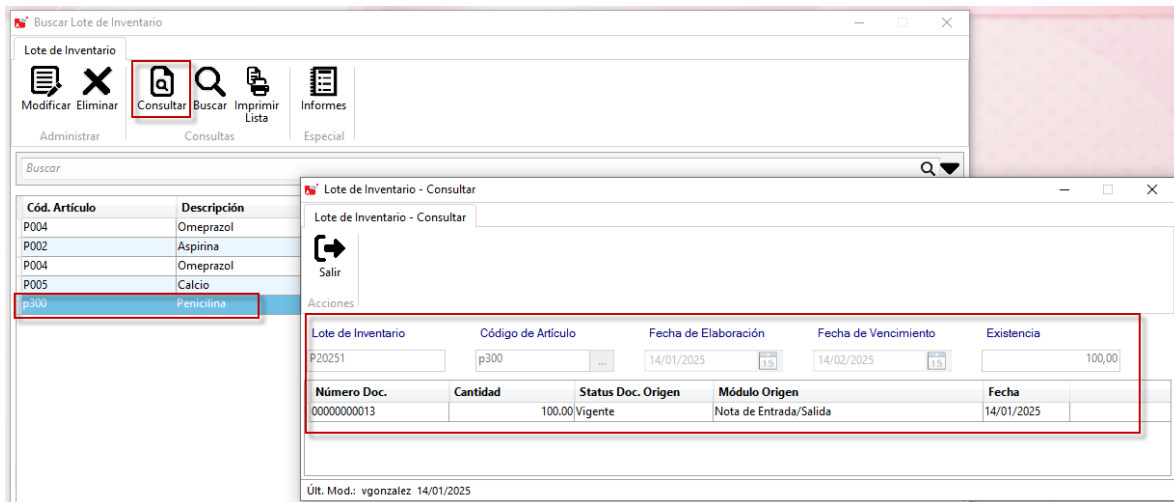 Buscar Lote de Inventario
Lote de Inventario
Modificar Eliminar Consultar Buscar Imprimir Lista Informes
Administrar Consultas Especial
Buscar
Cód. Artículo Descripción
P004 Omeprazol
P002 Aspirina
P004 Omeprazol
P005 Calcio
p300 Penicilina
Lote de Inventario - Consultar
Lote de Inventario - Consultar
Salir
Acciones
Lote de Inventario Código de Artículo Fecha de Elaboración Fecha de Vencimiento Existencia
P20251 p300 ... 14/01/2025 15 14/02/2025 15 100,00
Número Doc. Cantidad Status Doc. Origen Módulo Origen Fecha
00000000013 100.00 Vigente Nota de Entrada/Salida 14/01/2025
Últ. Mod.: vgonzalez 14/01/2025